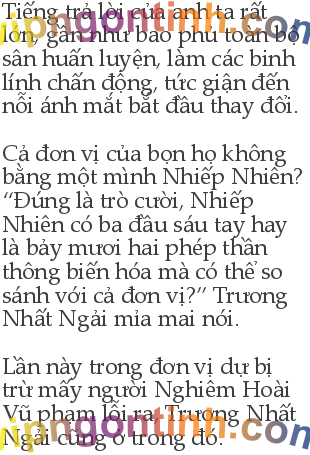 Tiếng trả lời của anh ta rất
lớn, gần như bao phủ toàn bộ
sân huấn luyện, làm các binh
lính chấn động, tức giận đến
nỗi ánh mắt bắt đầu thay đổi.
Cả đơn vị của bọn họ không
bằng một mình Nhiếp Nhiên?
“Đúng là trò cười, Nhiếp
Nhiên có ba đầu sáu tay hay
là bảy mươi hai phép thần
thông biến hóa mà có thể so
sánh với cả đơn vị?” Trương
Nhất Ngải mỉa mai nói.
Lần này trong đơn vị dự bị
trừ mấy người Nghiêm Hoài
Vũ phạm lỗi ra, Trương Nhất
Ngải cũng ở trong đó.